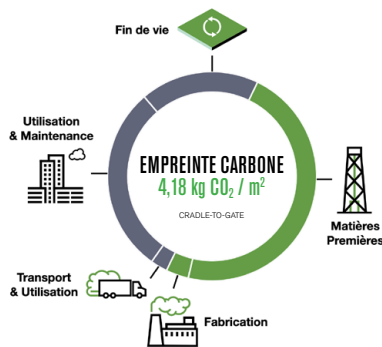 Fin de vie
Utilisation
& Maintenance
EMPREINTE CARBONE
4,18 kg CO₂ / m²
CRADLE-TO-GATE
Matières
Premières
Transport
& Utilisation
Fabrication